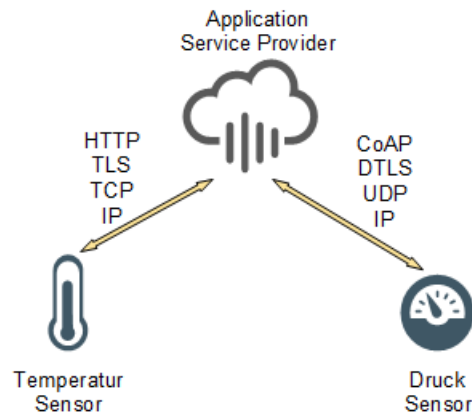 Application
Service Provider
HTTP
TLS
TCP
IP
CoAP
DTLS
UDP
IP
Temperatur
Sensor
Druck
Sensor